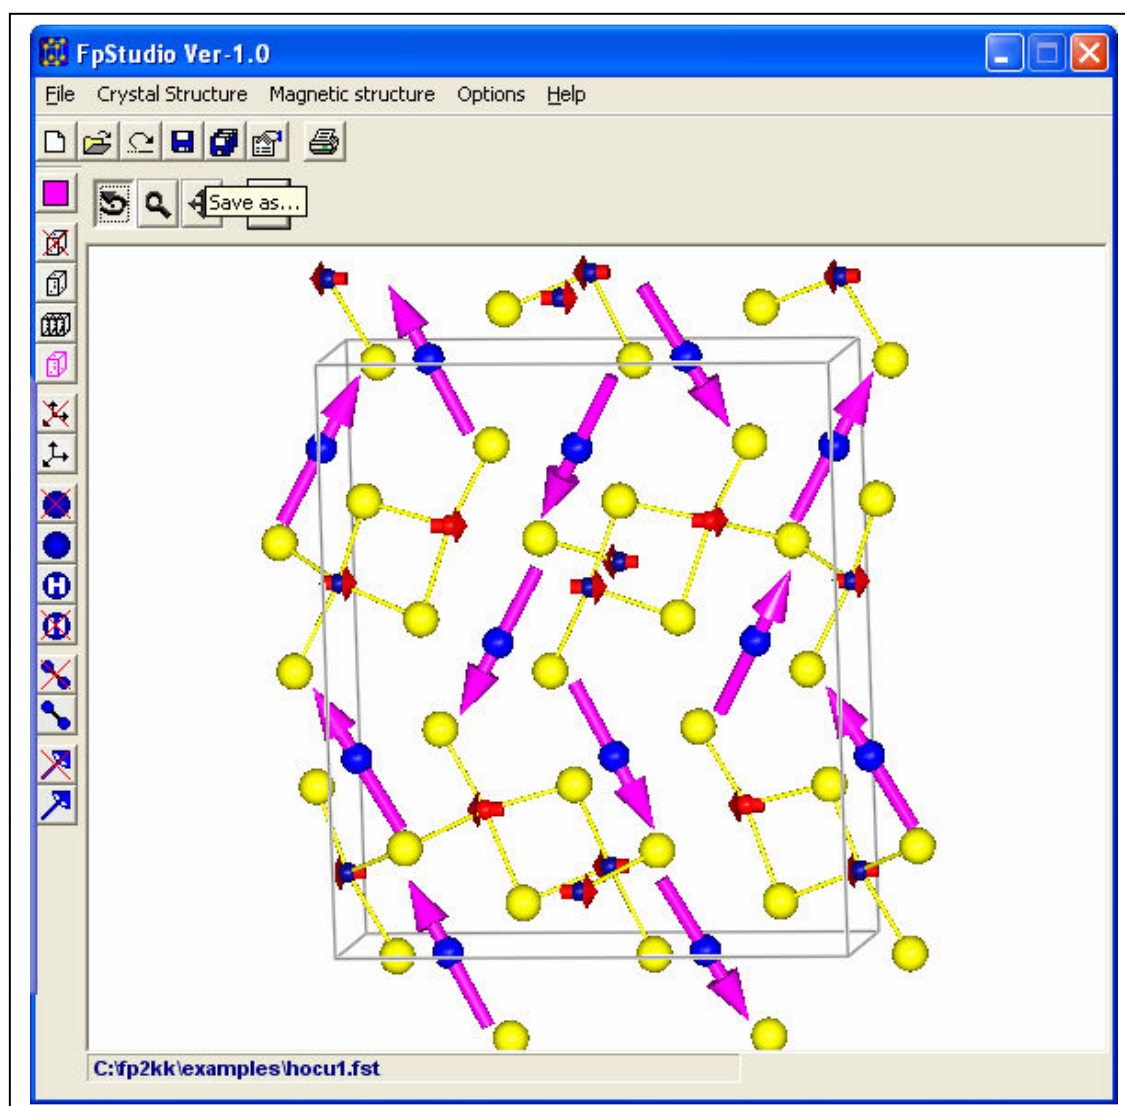 FpStudio Ver-1.0
File Crystal Structure Magnetic structure Options Help
Save as...
H
C:\fp2kk\examples\hocu1.fst